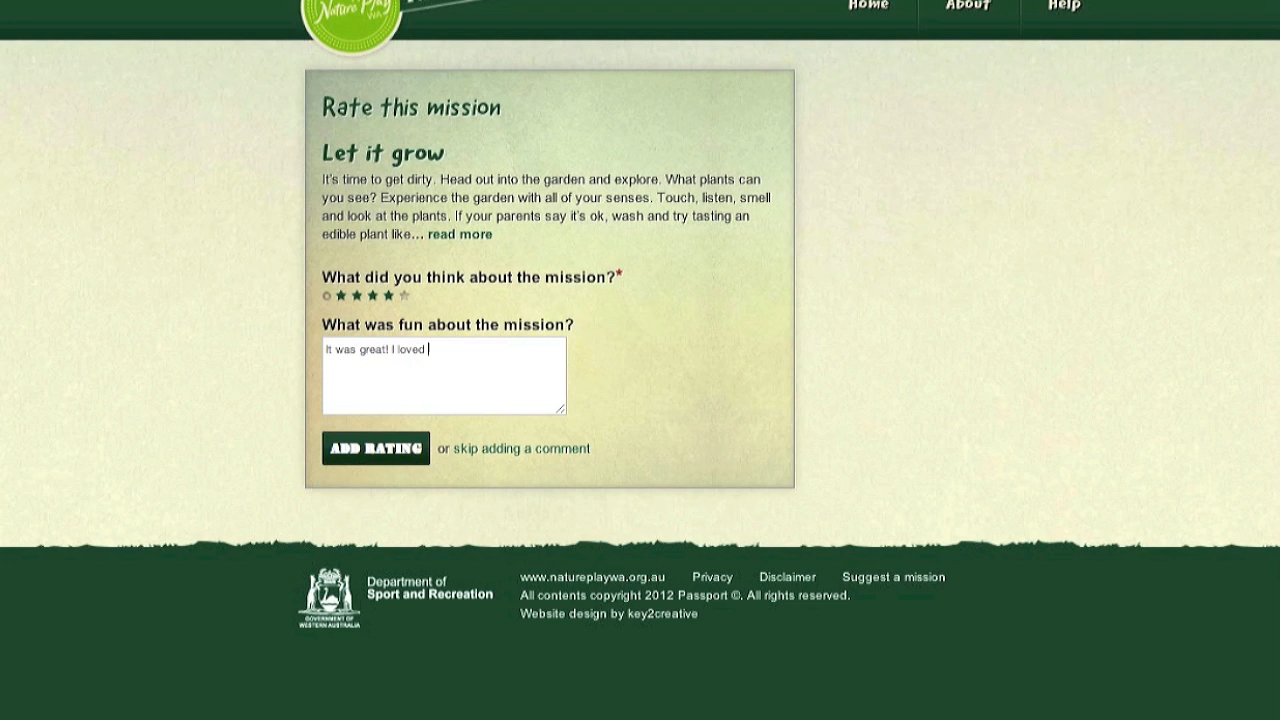 Nature Play
WA
Home
About
Help
Rate this mission
Let it grow
It's time to get dirty. Head out into the garden and explore. What plants can
you see? Experience the garden with all of your senses. Touch, listen, smell
and look at the plants. If your parents say it's ok, wash and try tasting an
edible plant like... read more
What did you think about the mission?*
What was fun about the mission?
It was great! I loved
ADD RATING or skip adding a comment
Department of
Sport and Recreation
GOVERNMENT OF
WESTERN AUSTRALIA
www.natureplaywa.org.au Privacy Disclaimer Suggest a mission
All contents copyright 2012 Passport ©. All rights reserved.
Website design by key2creative